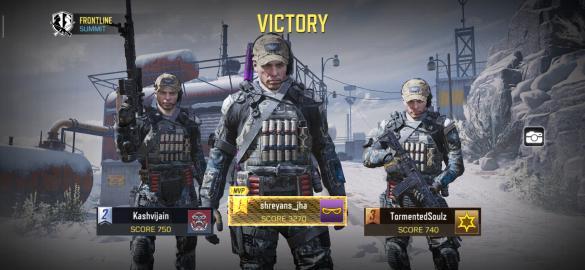 FRONTLINE
SUMMIT
VICTORY
MVP
2 Kashvijain
SCORE 750
shreyans_jha
SCORE 3270
3 TormentedSoulz
SCORE 740